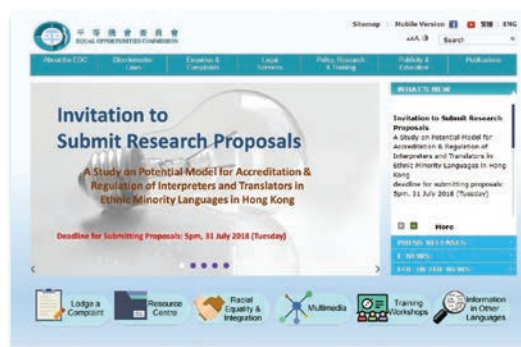 Sitemap Mobile Version 繁體 ENG
平等機會委員會
EQUAL OPPORTUNITIES COMMISSION
AAA
Search
About the EOC
Discrimination
Laws
Enquiries &
Complaints
Legal
Services
Policy, Research
& Training
Publicity &
Education
Publications
Invitation to
Submit Research Proposals
A Study on Potential Model for Accreditation &
Regulation of Interpreters and Translators in
Ethnic Minority Languages in Hong Kong
Deadline for Submitting Proposals: 5pm, 31 July 2018 (Tuesday)
WHAT'S NEW
Invitation to Submit Research
Proposals
A Study on Potential Model for
Accreditation & Regulation of
Interpreters and Translators in
Ethnic Minority Languages in Hong
Kong
deadline for submitting proposals:
5pm, 31 July 2018 (Tuesday)
More
PRESS RELEASES
E-NEWS
EOC IN THE NEWS
Lodge a
Complaint
Resource
Centre
Racial
Equality &
Integration
Multimedia
Training
Workshops
Information
in Other
Languages